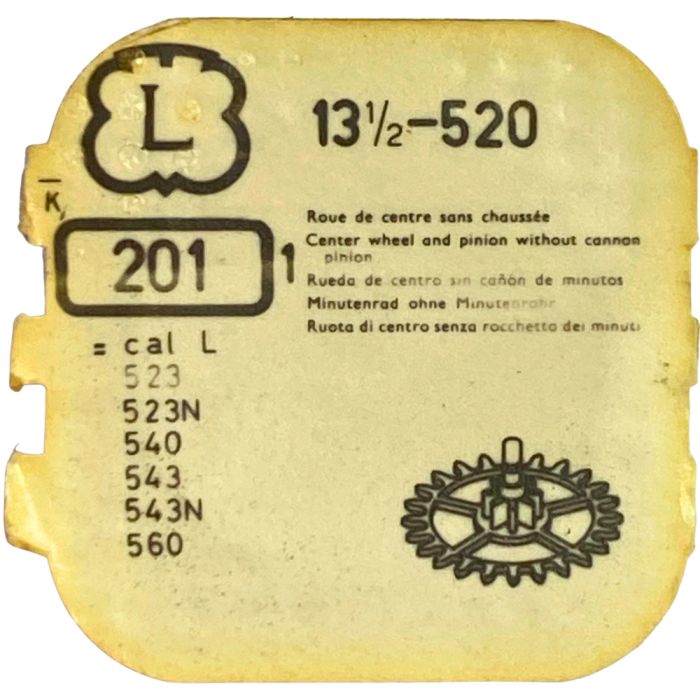 L
13½-520
K
201 1
Roue de centre sans chaussée
Center wheel and pinion without cannon
pinion
Rueda de centro sin cañón de minutos
Minutenrad ohne Minutenrohr
Ruota di centro senza rocchetto dei minuti
= cal L
523
523N
540
543
543N
560